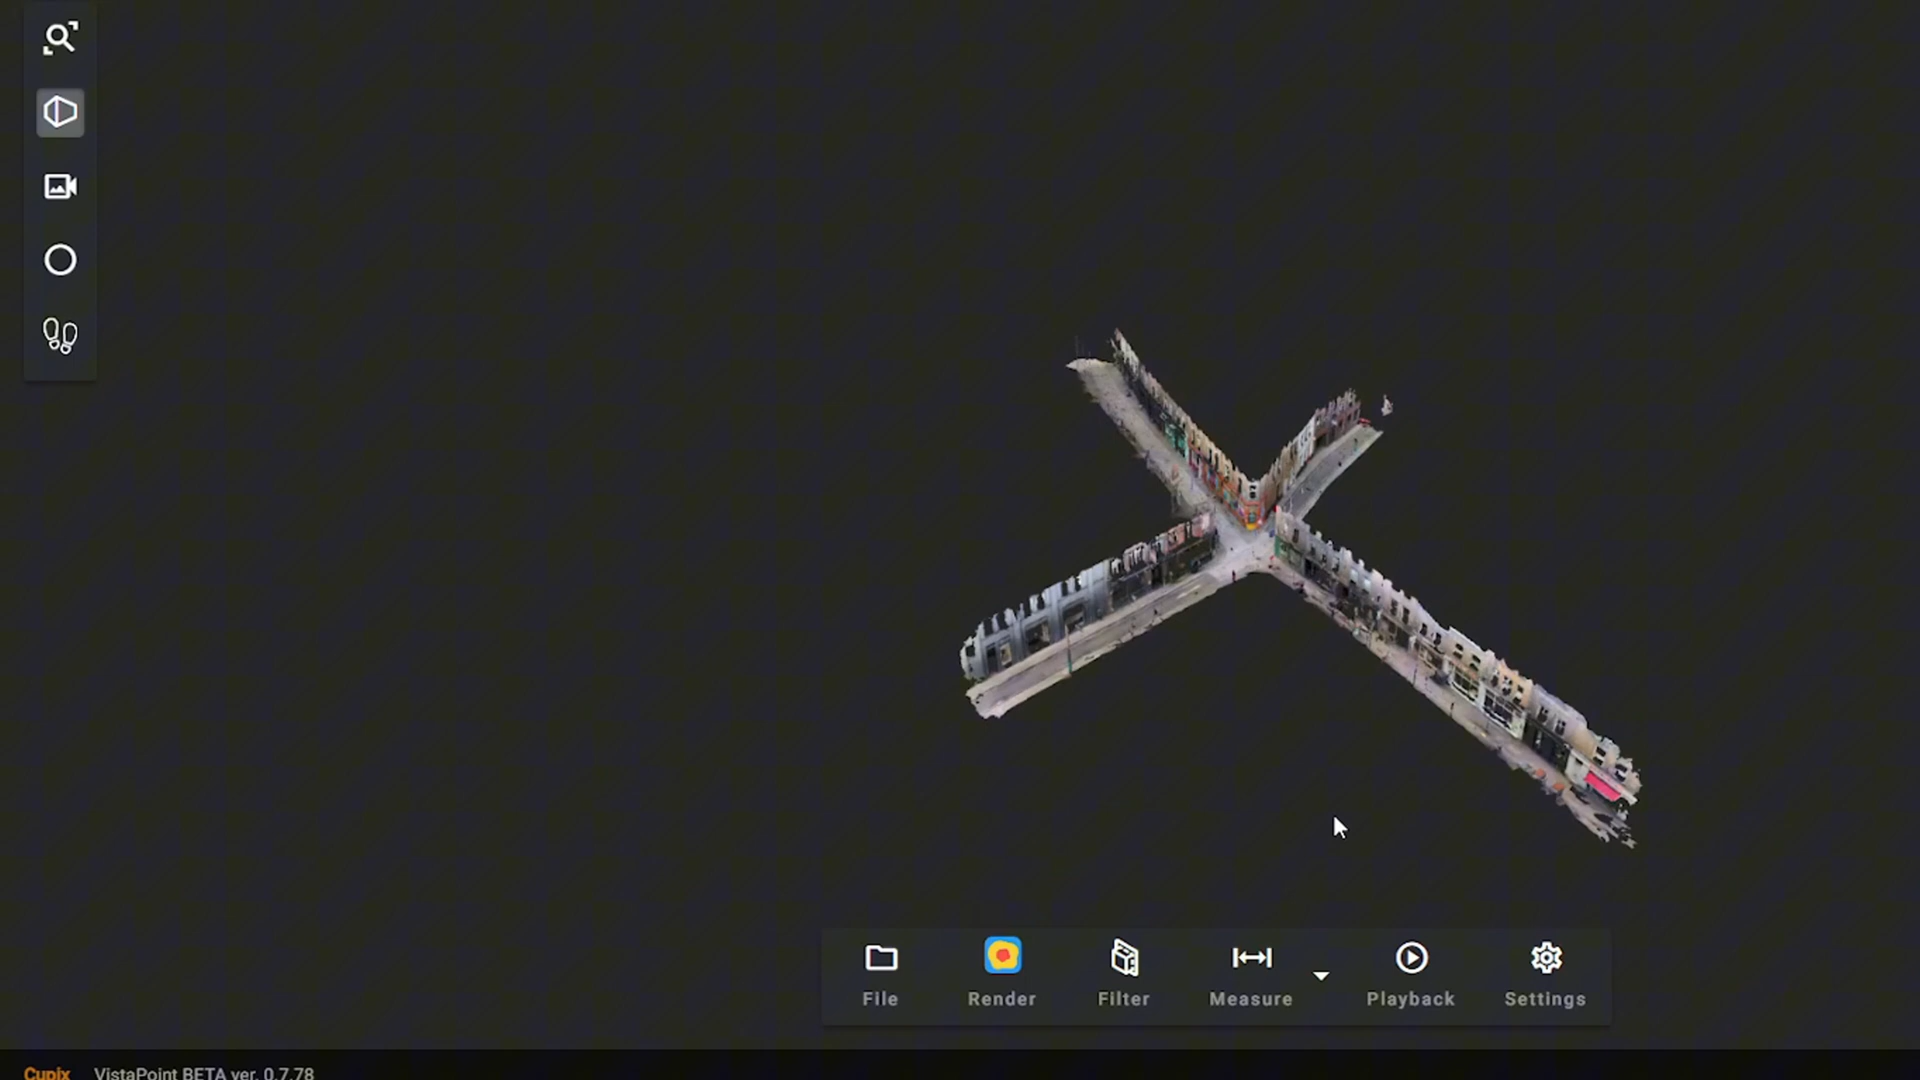 File Render Filter Measure Playback Settings
Cupix VistaPoint BETA ver. 0.7.78